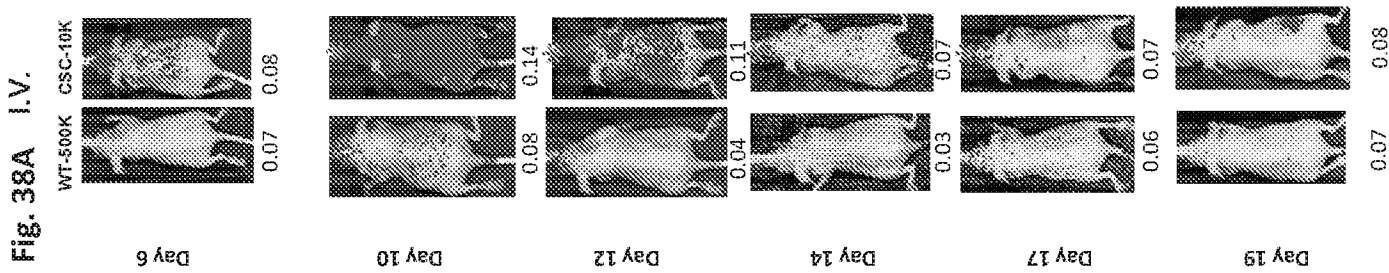 Fig. 38A I.V.
WT-500K CSC-10K
Day 6 0.07 0.08
Day 10 0.08 0.14
Day 12 0.04 0.11
Day 14 0.03 0.07
Day 17 0.06 0.07
Day 19 0.07 0.08